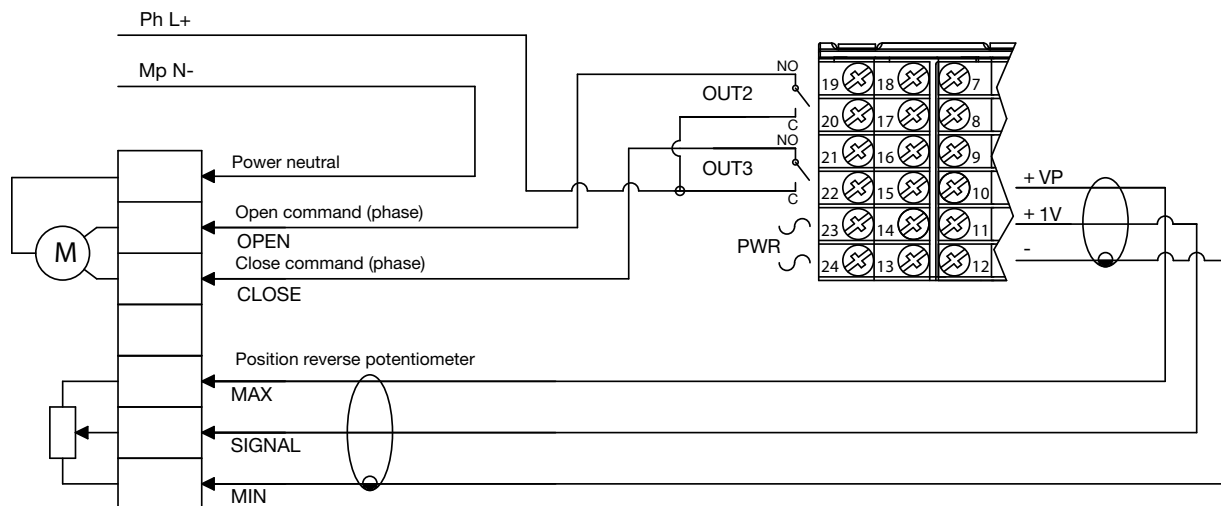 Ph L+
Mp N-
Power neutral
Open command (phase)
OPEN
Close command (phase)
CLOSE
M
Position reverse potentiometer
MAX
SIGNAL
MIN
NO
OUT2
C
NO
OUT3
C
PWR
19 18 7
20 17 8
21 16 9
22 15 10
23 14 11
24 13 12
+ VP
+ 1V
-